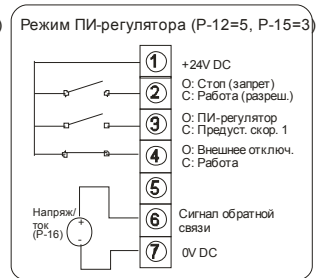 )
Режим ПИ-регулятора (P-12=5, P-15=3)
1 +24V DC
2 О: Стоп (запрет)
С: Работа (разреш.)
3 О: ПИ-регулятор
С: Предуст. скор. 1
4 О: Внешнее отключ.
С: Работа
5
Напряж/
ток
(P-16)
+
-
6 Сигнал обратной
связи
7 0V DC